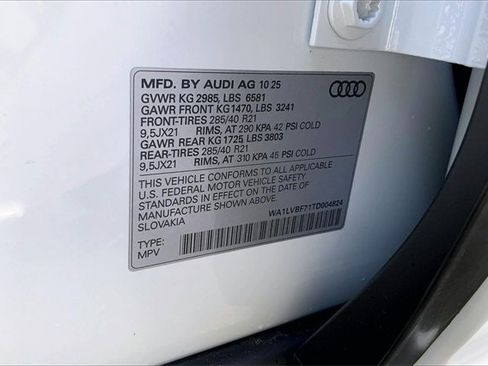 MFD. BY AUDI AG 10 25
GVWR KG 2985, LBS 6581
GAWR FRONT KG 1470, LBS 3241
FRONT-TIRES 285/40 R21
9,5JX21 RIMS, AT 290 KPA 42 PSI COLD
GAWR REAR KG 1725, LBS 3803
REAR-TIRES 285/40 R21
9,5JX21 RIMS, AT 310 KPA 45 PSI COLD
THIS VEHICLE CONFORMS TO ALL APPLICABLE
U.S. FEDERAL MOTOR VEHICLE SAFETY
STANDARDS IN EFFECT ON THE DATE OF
MANUFACTURE SHOWN ABOVE.
SLOVAKIA
WA1LVBF71TD004824
TYPE:
MPV